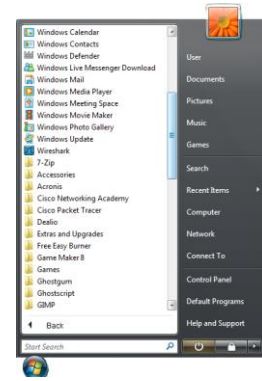 Windows Calendar
Windows Contacts
Windows Defender
Windows Live Messenger Download
Windows Mail
Windows Media Player
Windows Meeting Space
Windows Movie Maker
Windows Photo Gallery
Windows Update
Wireshark
7-Zip
Accessories
Acronis
Cisco Networking Academy
Cisco Packet Tracer
Dealio
Extras and Upgrades
Free Easy Burner
Game Maker 8
Games
Ghostgum
Ghostscript
GIMP
Back
Start Search
User
Documents
Pictures
Music
Games
Search
Recent Items
Computer
Network
Connect To
Control Panel
Default Programs
Help and Support